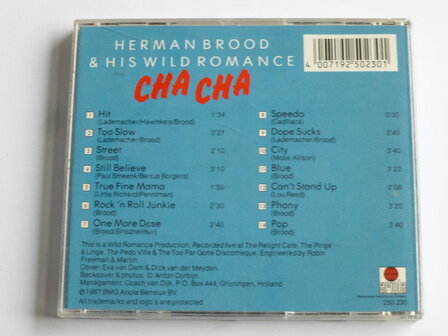 HERMAN BROOD
& HIS WILD ROMANCE
CHA CHA
4 007192 502301
1 Hit 1'34
(Lademacher/Hawinkels/Brood)
2 Too Slow 2'27
(Lademacher/Brood)
3 Street 2'10
(Brood)
4 Still Believe 3'10
(Paul Smeenk/Bertus Borgers)
5 True Fine Mama 1'50
(Little Richard/Penniman)
6 Rock 'n Roll Junkie 2'30
(Brood)
7 One More Dose 2'40
(Brood/Sinzheimer)
8 Speedo 0'30
(Cadillacs)
9 Dope Sucks 2'40
(Lademacher/Brood)
10 City 2'40
(Mose Allison)
11 Blue 3'22
(Brood)
12 Can't Stand Up 2'08
(Lou Reed)
13 Phony 3'20
(Brood)
14 Pop 3'40
(Brood)
This is a Wild Romance Production. Recorded live at The Relight Cafe, The Pinge
à Linge, The Pedo Ville & The Too Far Gone Discotheque. Engineered by Robin
Freeman & Martin.
Cover: Eva van Dam & Dick van der Meyden.
Backcover & photos: © Anton Corbijn.
Management: Coach van Dijk, P.O. Box 444, Groningen, Holland.
℗ 1987 BMG Ariola Benelux BV.
All trademarks and logo's are protected.
ARIOLA
250 230